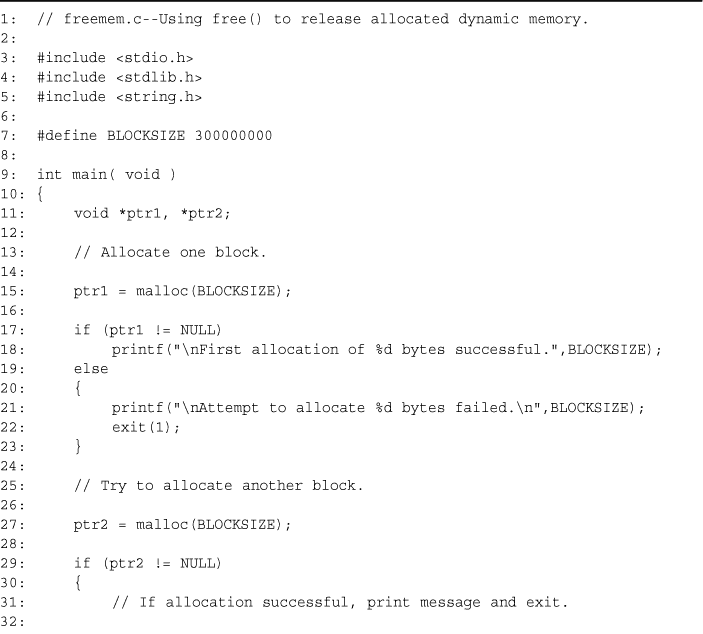 1: // freemem.c--Using free() to release allocated dynamic memory.
2:
3: #include <stdio.h>
4: #include <stdlib.h>
5: #include <string.h>
6:
7: #define BLOCKSIZE 300000000
8:
9: int main( void )
10: {
11: void *ptr1, *ptr2;
12:
13: // Allocate one block.
14:
15: ptr1 = malloc(BLOCKSIZE);
16:
17: if (ptr1 != NULL)
18: printf("\nFirst allocation of %d bytes successful.",BLOCKSIZE);
19: else
20: {
21: printf("\nAttempt to allocate %d bytes failed.\n",BLOCKSIZE);
22: exit(1);
23: }
24:
25: // Try to allocate another block.
26:
27: ptr2 = malloc(BLOCKSIZE);
28:
29: if (ptr2 != NULL)
30: {
31: // If allocation successful, print message and exit.
32: